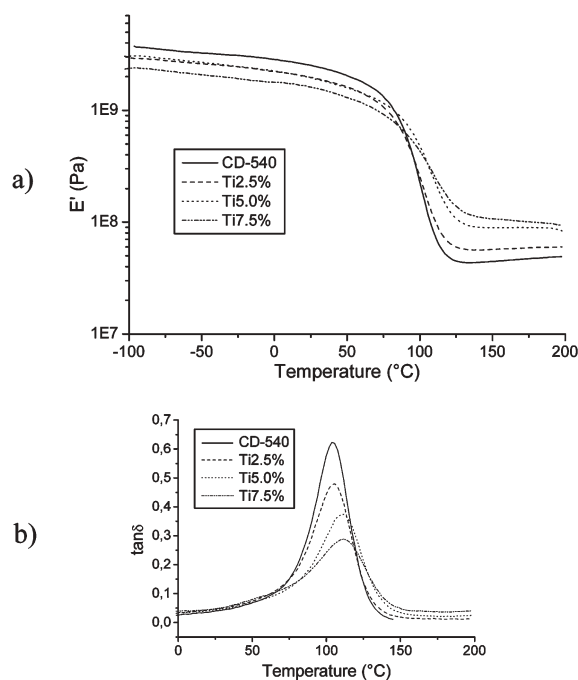 a)
E' (Pa)
1E9
1E8
1E7
CD-540
Ti2.5%
Ti5.0%
Ti7.5%
-100 -50 0 50 100 150 200
Temperature (°C)
b)
tanδ
0,7
0,6
0,5
0,4
0,3
0,2
0,1
0,0
CD-540
Ti2.5%
Ti5.0%
Ti7.5%
0 50 100 150 200
Temperature (°C)